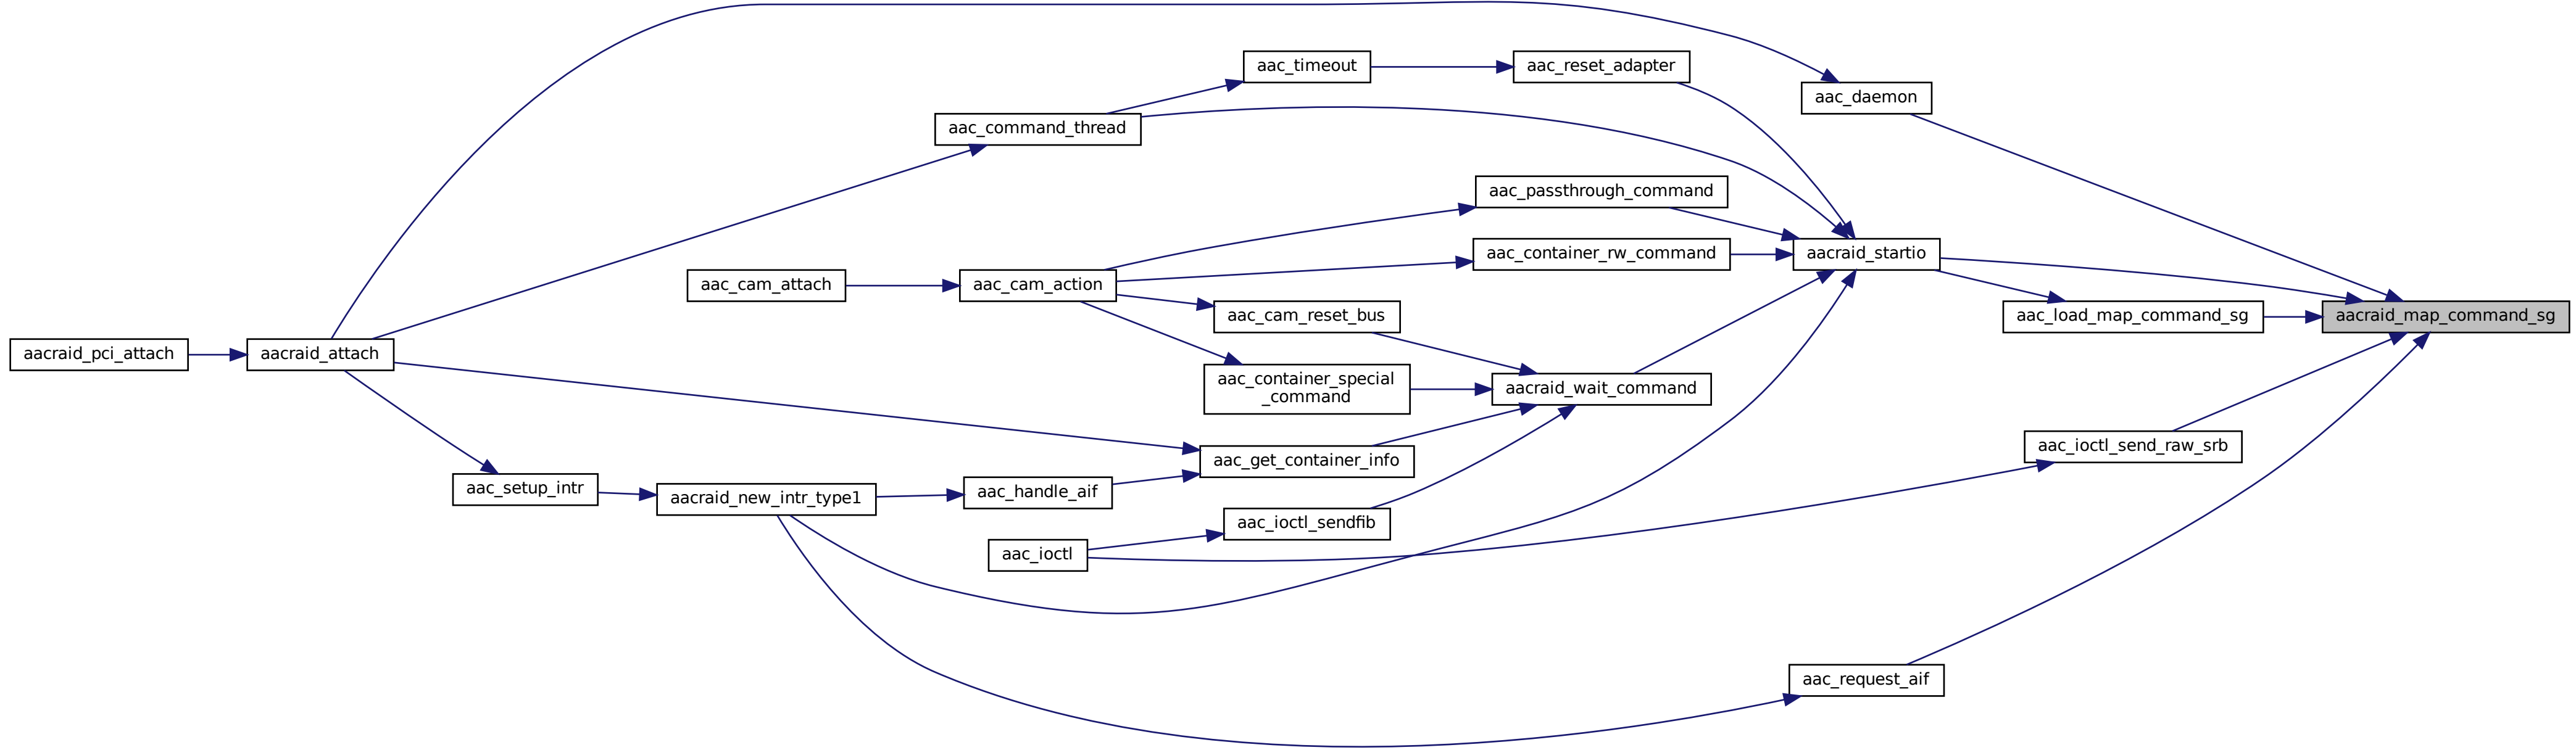 aac_timeout
aac_reset_adapter
aac_daemon
aac_command_thread
aac_passthrough_command
aac_container_rw_command
aacraid_startio
aac_cam_attach
aac_cam_action
aac_cam_reset_bus
aac_load_map_command_sg
aacraid_map_command_sg
aacraid_pci_attach
aacraid_attach
aac_container_special
_command
aacraid_wait_command
aac_get_container_info
aac_ioctl_send_raw_srb
aac_setup_intr
aacraid_new_intr_type1
aac_handle_aif
aac_ioctl_sendfib
aac_ioctl
aac_request_aif